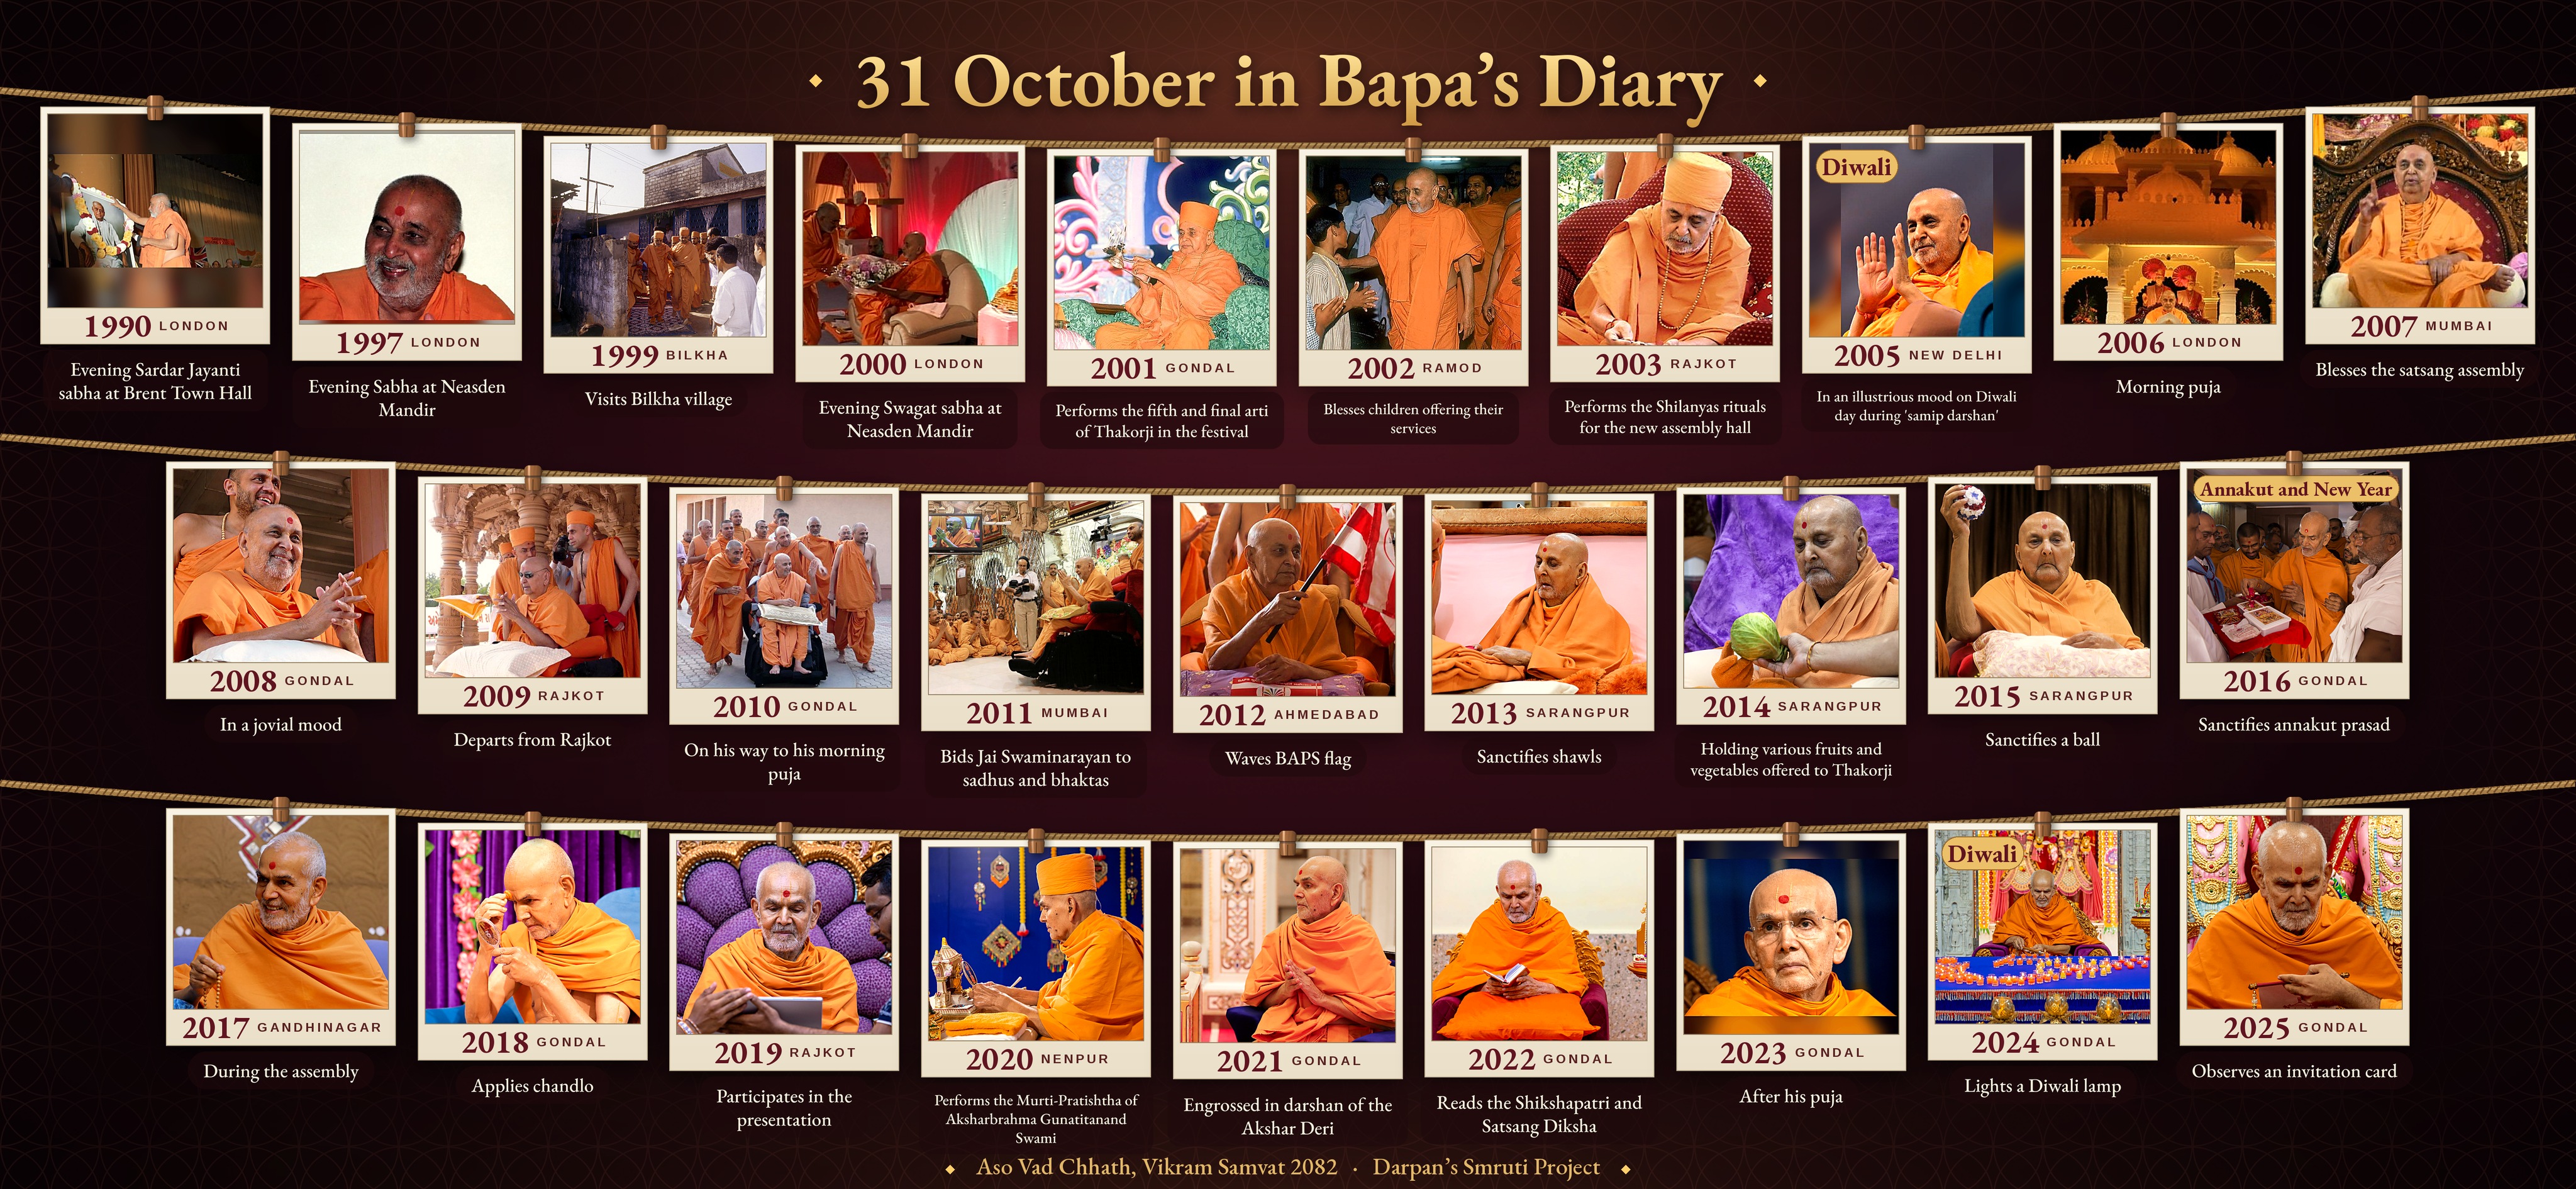 31 October in Bapa's Diary
1990 LONDON
Evening Sardar Jayanti
sabha at Brent Town Hall
1997 LONDON
Evening Sabha at Neasden
Mandir
1999 BILKHA
Visits Bilkha village
2000 LONDON
Evening Swagat sabha at
Neasden Mandir
2001 GONDAL
Performs the fifth and final arti
of Thakorji in the festival
2002 RAMOD
Blesses children offering their
services
2003 RAJKOT
Performs the Shilanyas rituals
for the new assembly hall
Diwali
2005 NEW DELHI
In an illustrious mood on Diwali
day during 'samip darshan'
2006 LONDON
Morning puja
2007 MUMBAI
Blesses the satsang assembly
2008 GONDAL
In a jovial mood
2009 RAJKOT
Departs from Rajkot
2010 GONDAL
On his way to his morning
puja
2011 MUMBAI
Bids Jai Swaminarayan to
sadhus and bhaktas
2012 AHMEDABAD
Waves BAPS flag
2013 SARANGPUR
Sanctifies shawls
2014 SARANGPUR
Holding various fruits and
vegetables offered to Thakorji
2015 SARANGPUR
Sanctifies a ball
Annakut and New Year
2016 GONDAL
Sanctifies annakut prasad
2017 GANDHINAGAR
During the assembly
2018 GONDAL
Applies chandlo
2019 RAJKOT
Participates in the
presentation
2020 NENPUR
Performs the Murti-Pratishtha of
Aksharbrahma Gunatitanand
Swami
2021 GONDAL
Engrossed in darshan of the
Akshar Deri
2022 GONDAL
Reads the Shikshapatri and
Satsang Diksha
2023 GONDAL
After his puja
Diwali
2024 GONDAL
Lights a Diwali lamp
2025 GONDAL
Observes an invitation card
Aso Vad Chhath, Vikram Samvat 2082 · Darpan's Smruti Project